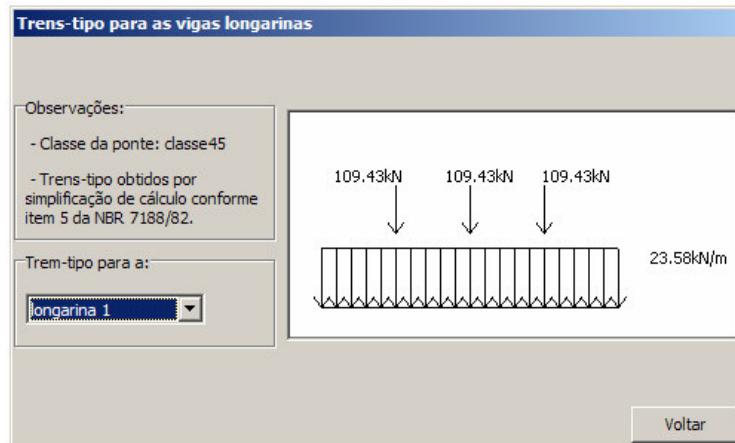 Trens-tipo para as vigas longarinas
Observações:
- Classe da ponte: classe45
- Trens-tipo obtidos por
simplificação de cálculo conforme
item 5 da NBR 7188/82.
Trem-tipo para a:
longarina 1
109.43kN 109.43kN 109.43kN
23.58kN/m
Voltar